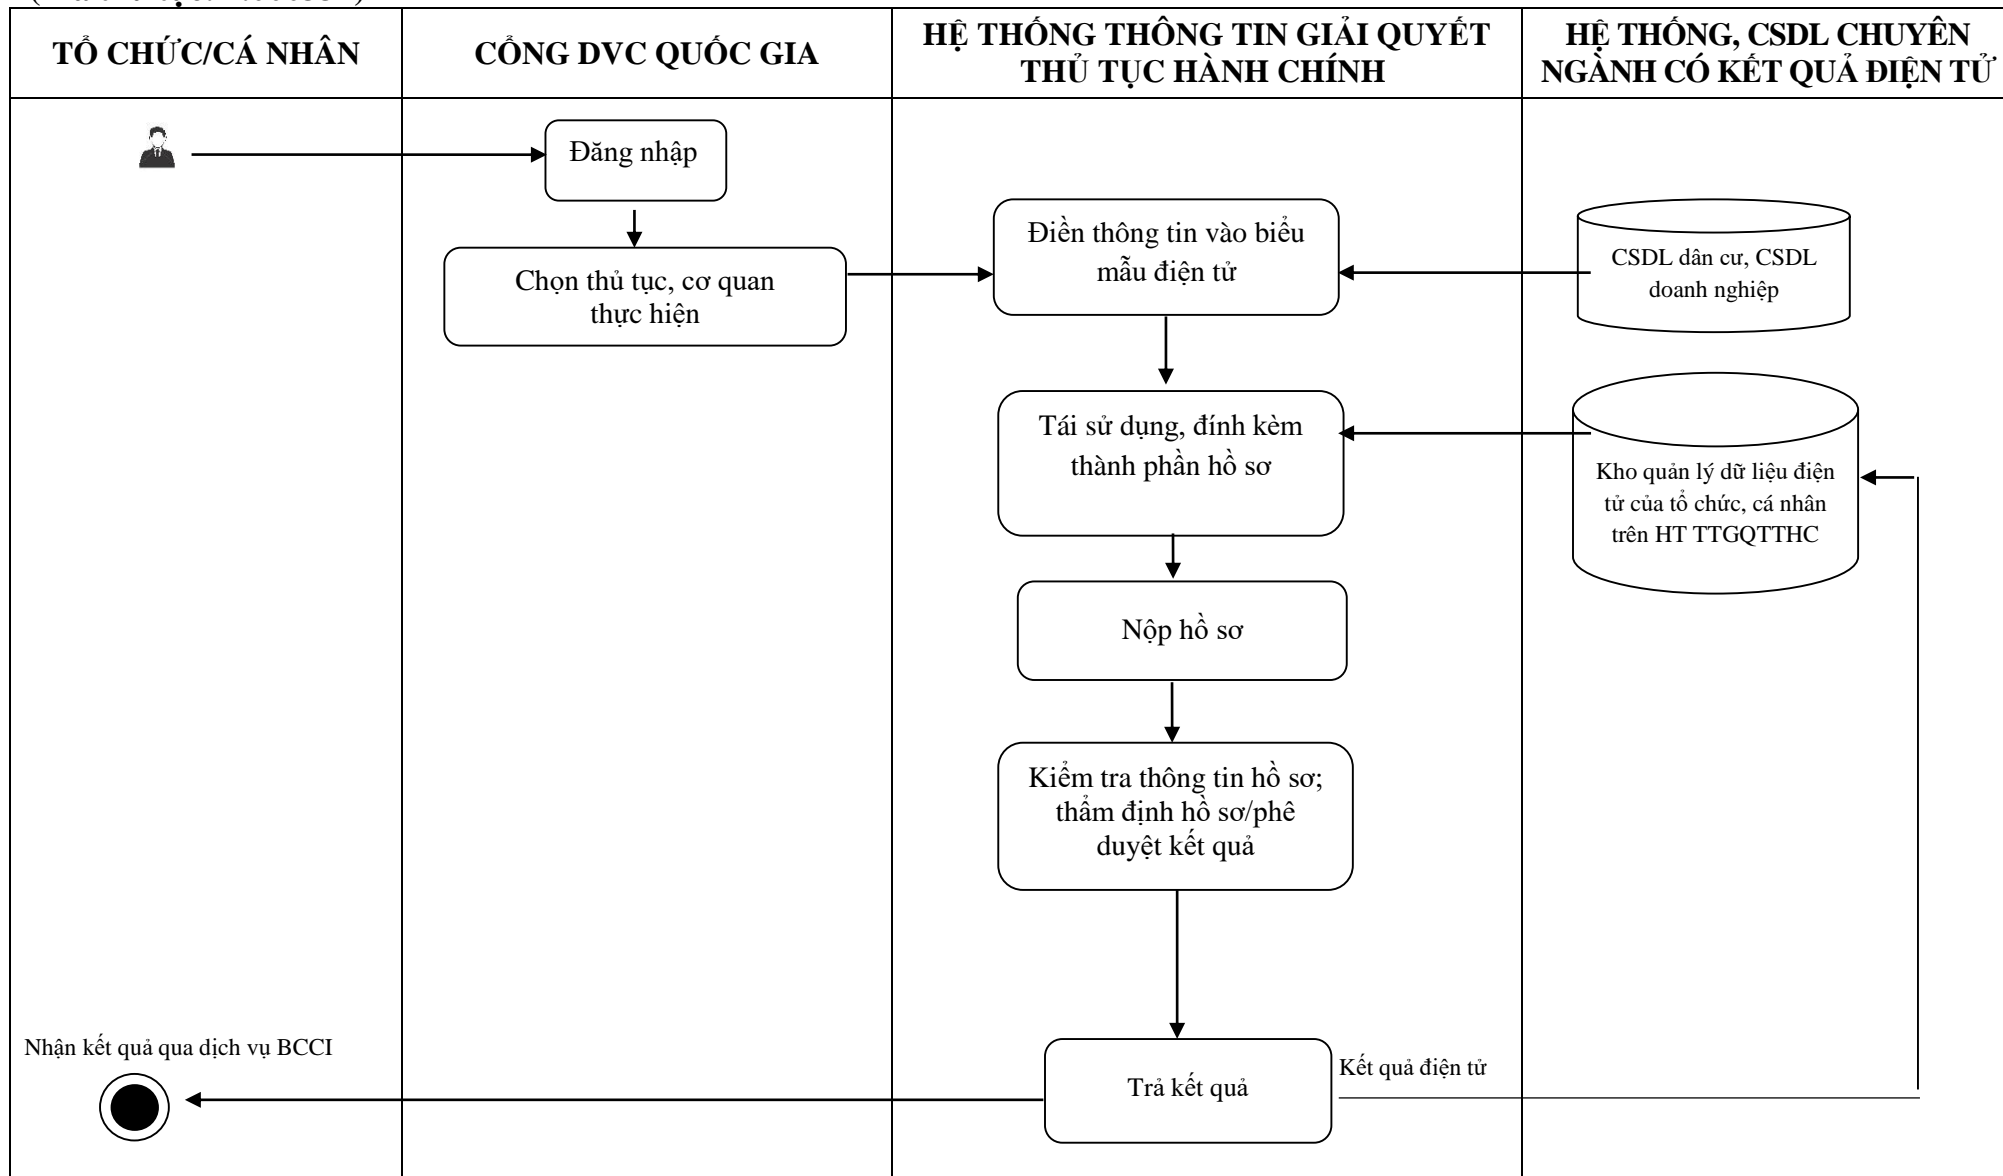 TỔ CHỨC/CÁ NHÂN
CỔNG DVC QUỐC GIA
HỆ THỐNG THÔNG TIN GIẢI QUYẾT
THỦ TỤC HÀNH CHÍNH
HỆ THỐNG, CSDL CHUYÊN
NGÀNH CÓ KẾT QUẢ ĐIỆN TỬ
Đăng nhập
Chọn thủ tục, cơ quan
thực hiện
Điền thông tin vào biểu
mẫu điện tử
CSDL dân cư, CSDL
doanh nghiệp
Tái sử dụng, đính kèm
thành phần hồ sơ
Kho quản lý dữ liệu điện
tử của tổ chức, cá nhân
trên HT TTGQTTHC
Nộp hồ sơ
Kiểm tra thông tin hồ sơ;
thẩm định hồ sơ/phê
duyệt kết quả
Nhận kết quả qua dịch vụ BCCI
Trả kết quả
Kết quả điện tử